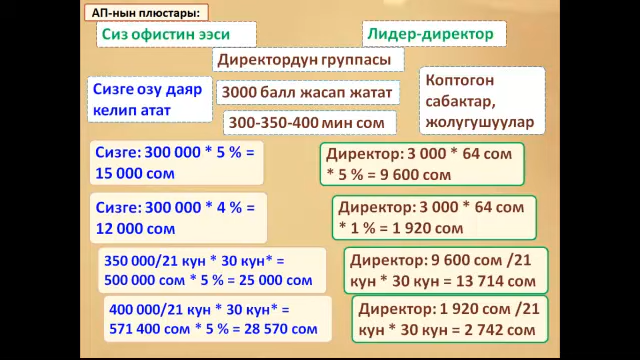 АП-нын плюстары:
Сиз офистин ээси
Лидер-директор
Директордун группасы
Сизге озу даяр
келип атат
3000 балл жасап жатат
300-350-400 мин сом
Коптогон
сабактар,
жолугушуулар
Сизге: 300 000 * 5 % =
15 000 сом
Директор: 3 000 * 64 сом
* 5 % = 9 600 сом
Сизге: 300 000 * 4 % =
12 000 сом
Директор: 3 000 * 64 сом
* 1 % = 1 920 сом
350 000/21 кун * 30 кун* =
500 000 сом * 5 % = 25 000 сом
Директор: 9 600 сом /21
кун * 30 кун = 13 714 сом
400 000/21 кун * 30 кун* =
571 400 сом * 5 % = 28 570 сом
Директор: 1 920 сом /21
кун * 30 кун = 2 742 сом